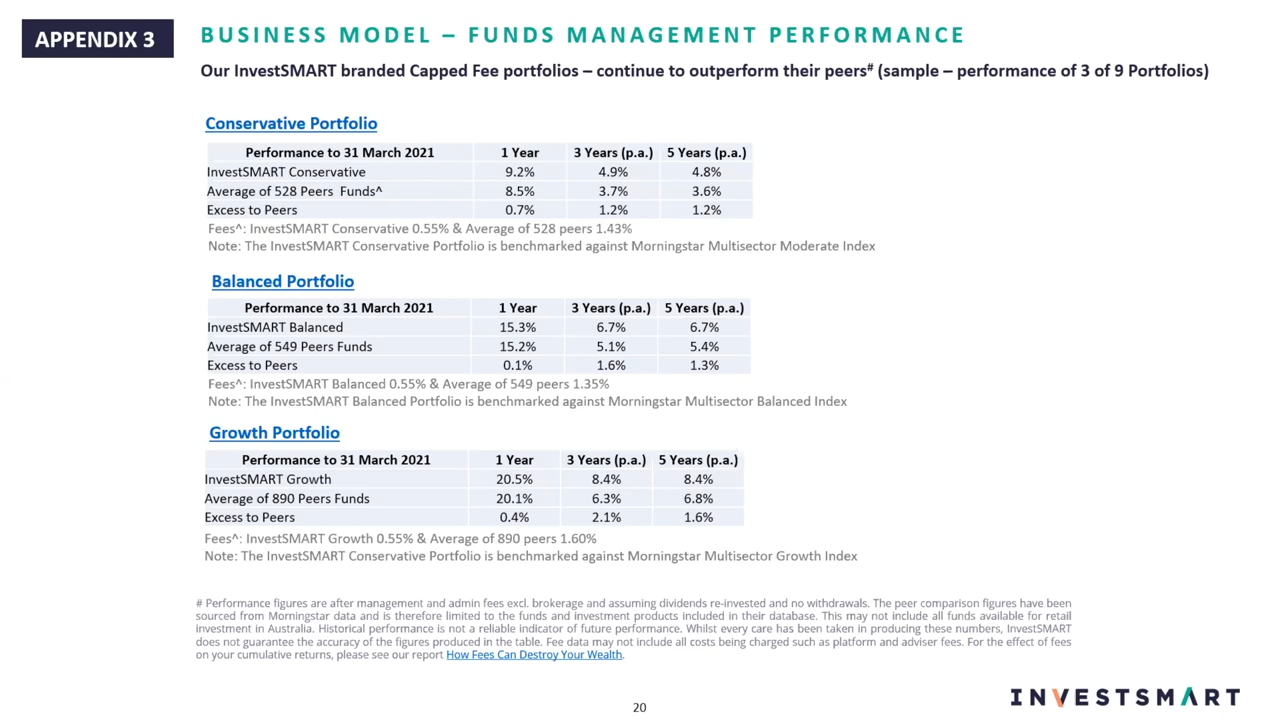 APPENDIX 3
BUSINESS MODEL – FUNDS MANAGEMENT PERFORMANCE
Our InvestSMART branded Capped Fee portfolios – continue to outperform their peers# (sample – performance of 3 of 9 Portfolios)
Conservative Portfolio
Performance to 31 March 2021 1 Year 3 Years (p.a.) 5 Years (p.a.)
InvestSMART Conservative 9.2% 4.9% 4.8%
Average of 528 Peers Funds^ 8.5% 3.7% 3.6%
Excess to Peers 0.7% 1.2% 1.2%
Fees^: InvestSMART Conservative 0.55% & Average of 528 peers 1.43%
Note: The InvestSMART Conservative Portfolio is benchmarked against Morningstar Multisector Moderate Index
Balanced Portfolio
Performance to 31 March 2021 1 Year 3 Years (p.a.) 5 Years (p.a.)
InvestSMART Balanced 15.3% 6.7% 6.7%
Average of 549 Peers Funds 15.2% 5.1% 5.4%
Excess to Peers 0.1% 1.6% 1.3%
Fees^: InvestSMART Balanced 0.55% & Average of 549 peers 1.35%
Note: The InvestSMART Balanced Portfolio is benchmarked against Morningstar Multisector Balanced Index
Growth Portfolio
Performance to 31 March 2021 1 Year 3 Years (p.a.) 5 Years (p.a.)
InvestSMART Growth 20.5% 8.4% 8.4%
Average of 890 Peers Funds 20.1% 6.3% 6.8%
Excess to Peers 0.4% 2.1% 1.6%
Fees^: InvestSMART Growth 0.55% & Average of 890 peers 1.60%
Note: The InvestSMART Conservative Portfolio is benchmarked against Morningstar Multisector Growth Index
# Performance figures are after management and admin fees excl. brokerage and assuming dividends re-invested and no withdrawals. The peer comparison figures have been
sourced from Morningstar data and is therefore limited to the funds and investment products included in their database. This may not include all funds available for retail
investment in Australia. Historical performance is not a reliable indicator of future performance. Whilst every care has been taken in producing these numbers, InvestSMART
does not guarantee the accuracy of the figures produced in the table. Fee data may not include all costs being charged such as platform and adviser fees. For the effect of fees
on your cumulative returns, please see our report How Fees Can Destroy Your Wealth.
INVESTSMART
20